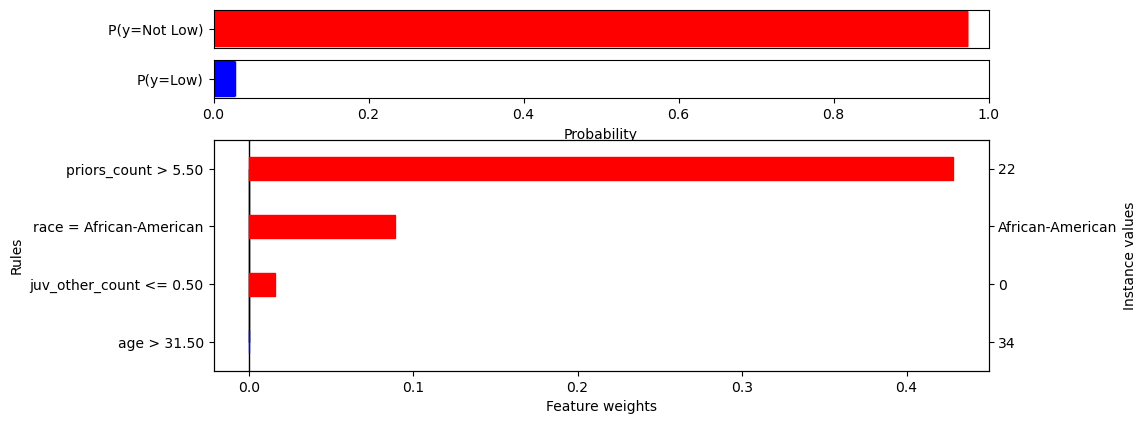 P(y=Not Low)
P(y=Low)
0.0 0.2 0.4 0.6 0.8 1.0
Probability
priors_count > 5.50 22
race = African-American African-American
juv_other_count <= 0.50 0
age > 31.50 34
Rules
Instance values
0.0 0.1 0.2 0.3 0.4
Feature weights